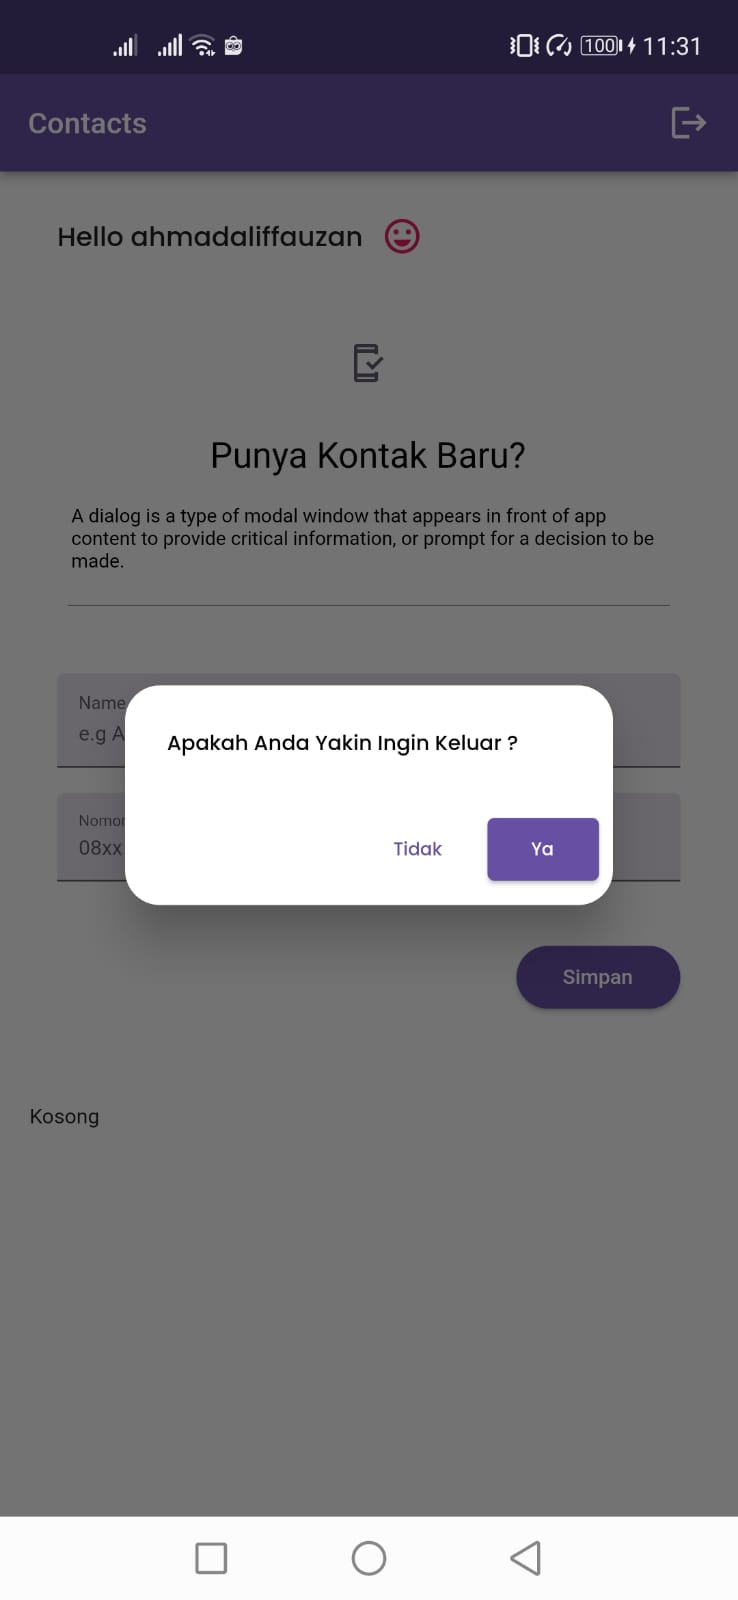 100 11:31
Contacts
Hello ahmadaliffauzan
Punya Kontak Baru?
A dialog is a type of modal window that appears in front of app
content to provide critical information, or prompt for a decision to be
made.
Name
e.g A
Apakah Anda Yakin Ingin Keluar ?
Nomor
08xx
Tidak
Ya
Simpan
Kosong